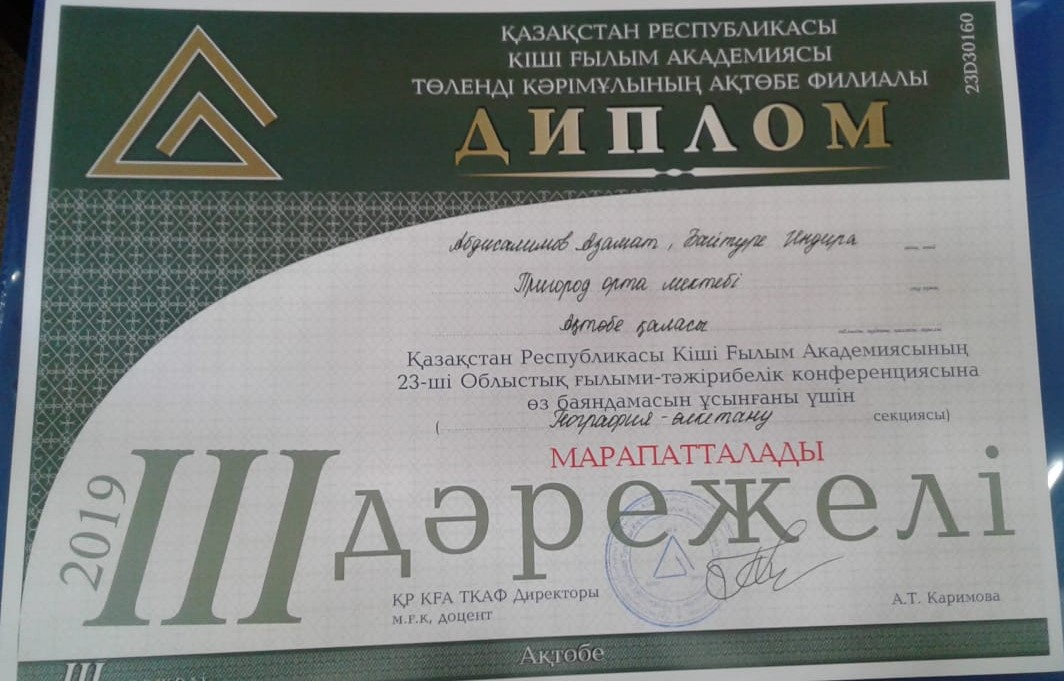 ҚАЗАҚСТАН РЕСПУБЛИКАСЫ
КІШІ ҒЫЛЫМ АКАДЕМИЯСЫ
ТӨЛЕНДІ КӘРІМҰЛЫНЫҢ АҚТӨБЕ ФИЛИАЛЫ
23D30160
ДИПЛОМ
Абдисалимов Азамат, Индира
Пригород орта мектебі
Ақтөбе қаласы
Қазақстан Республикасы Кіші Ғылым Академиясының
23-ші Облыстық ғылыми-тәжірибелік конференциясына
өз баяндамасын ұсынғаны үшін
(География - өлкетану секциясы)
МАРАПАТТАЛАДЫ
2019
III дәрежелі
ҚР КҒА ТКАФ Директоры
м.ғ.к, доцент
А.Т. Каримова
Ақтөбе
III